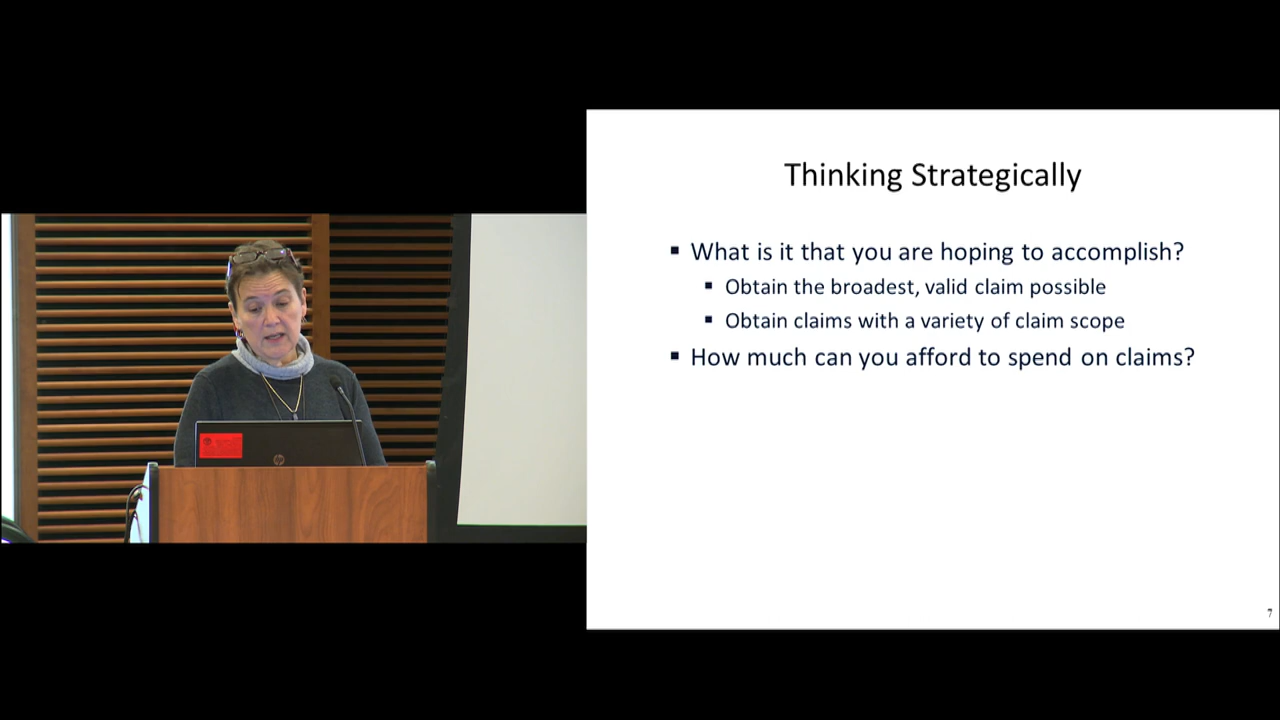 Thinking Strategically
▪ What is it that you are hoping to accomplish?
▪ Obtain the broadest, valid claim possible
▪ Obtain claims with a variety of claim scope
▪ How much can you afford to spend on claims?
7
hp